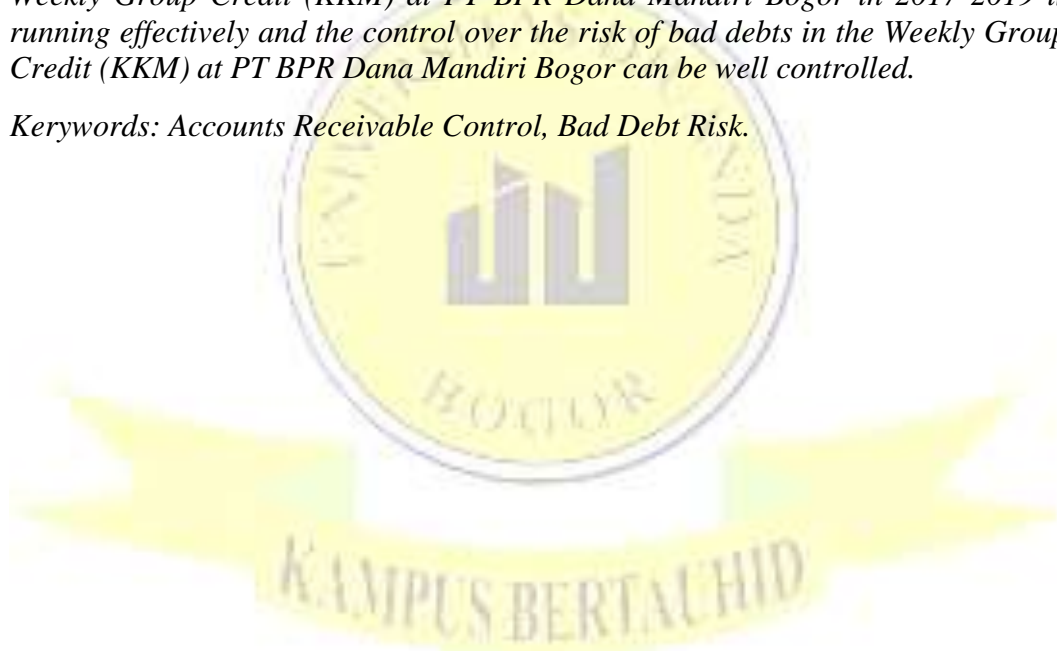 Weekly Group Credit (KKM) at PT BPR Dana Mandiri Bogor in 2017-2019 is
running effectively and the control over the risk of bad debts in the Weekly Group
Credit (KKM) at PT BPR Dana Mandiri Bogor can be well controlled.
Kerywords: Accounts Receivable Control, Bad Debt Risk.
BOGOR
KAMPUS BERTAUHID